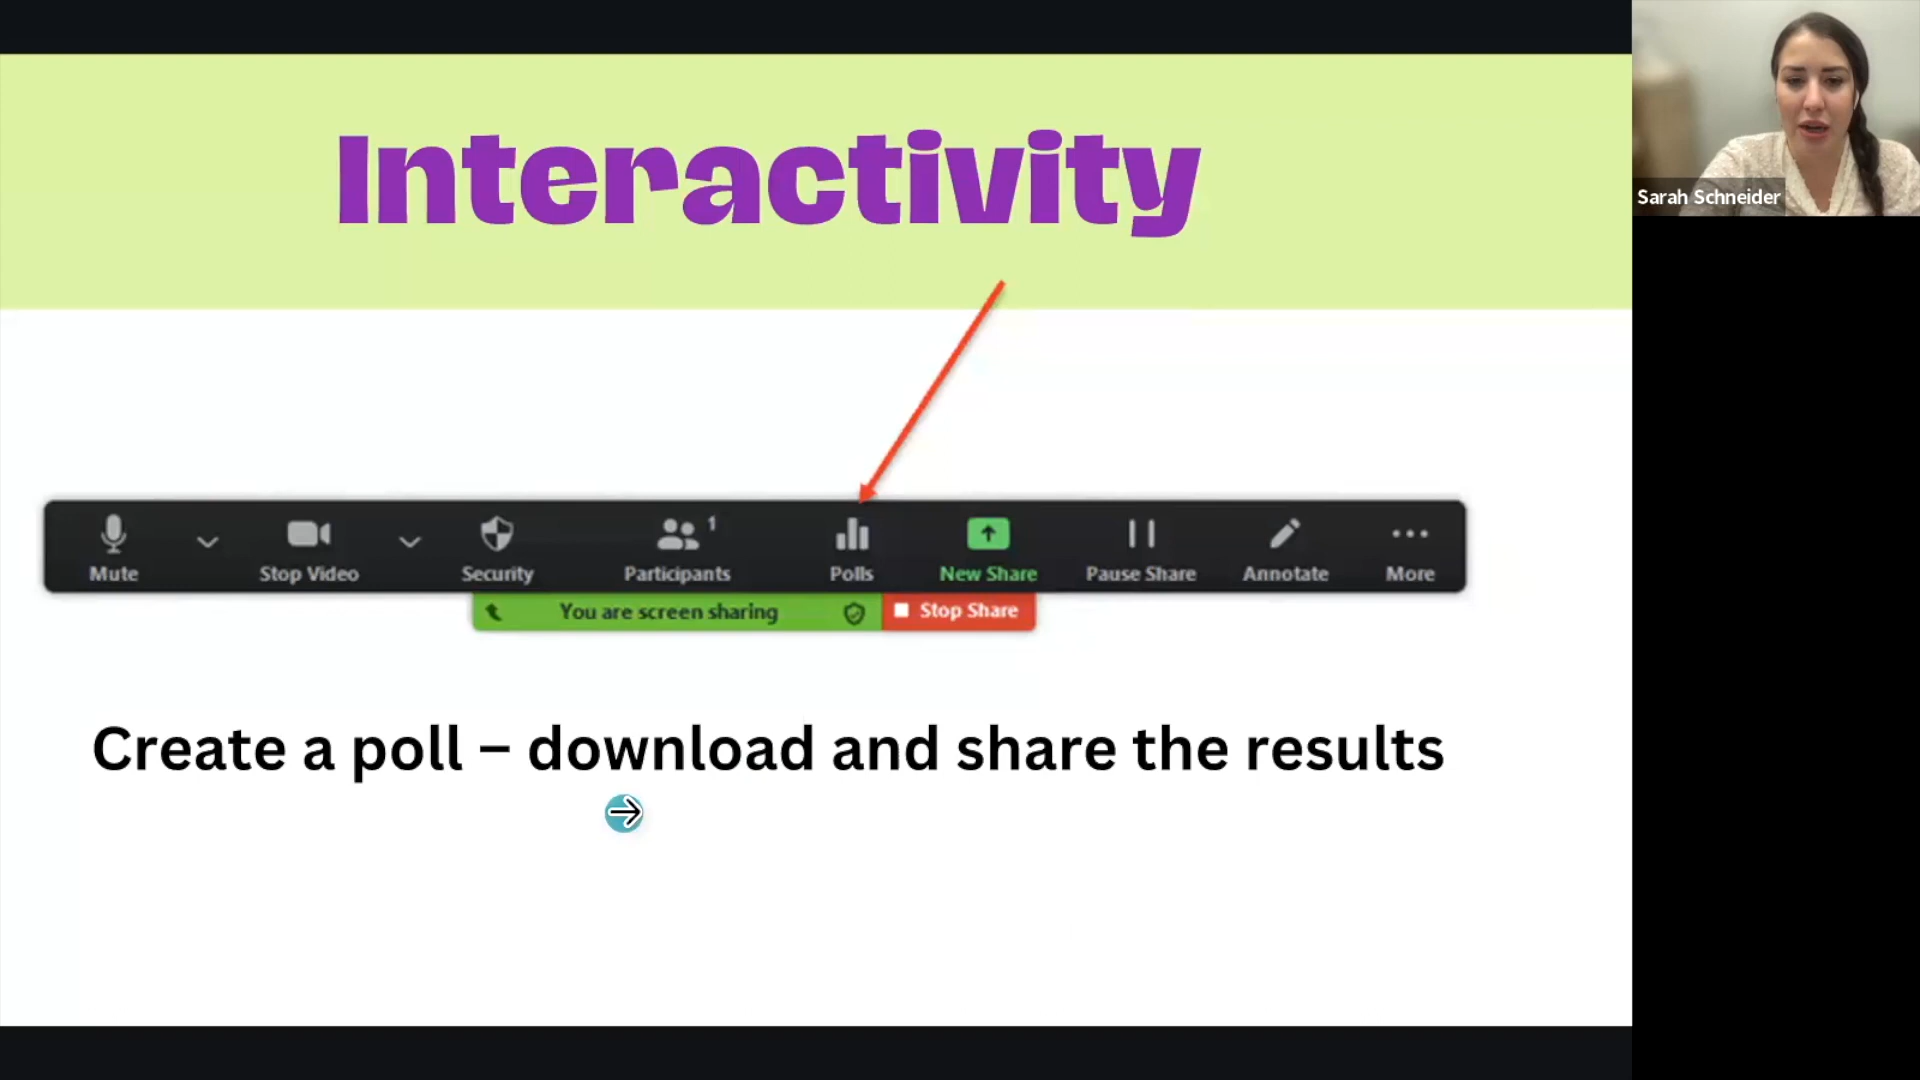 Interactivity
Sarah Schneider
1
Mute
Stop Video
Security
Participants
Polls
New Share
Pause Share
Annotate
More
You are screen sharing
Stop Share
Create a poll – download and share the results